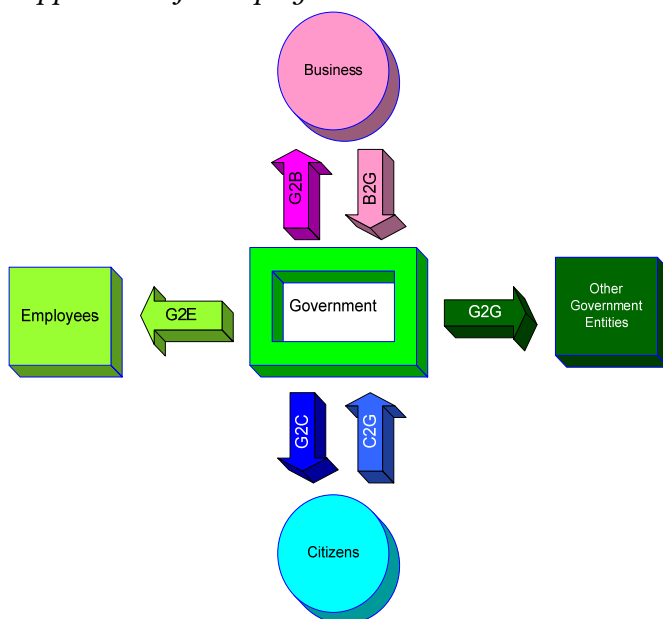 Business
G2B
B2G
Employees
G2E
Government
G2G
Other
Government
Entities
G2C
C2G
Citizens